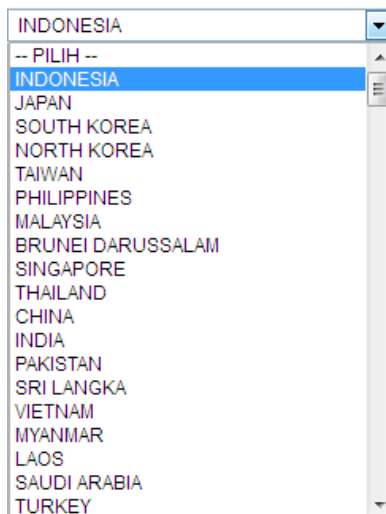 INDONESIA
-- PILIH --
INDONESIA
JAPAN
SOUTH KOREA
NORTH KOREA
TAIWAN
PHILIPPINES
MALAYSIA
BRUNEI DARUSSALAM
SINGAPORE
THAILAND
CHINA
INDIA
PAKISTAN
SRI LANGKA
VIETNAM
MYANMAR
LAOS
SAUDI ARABIA
TURKEY